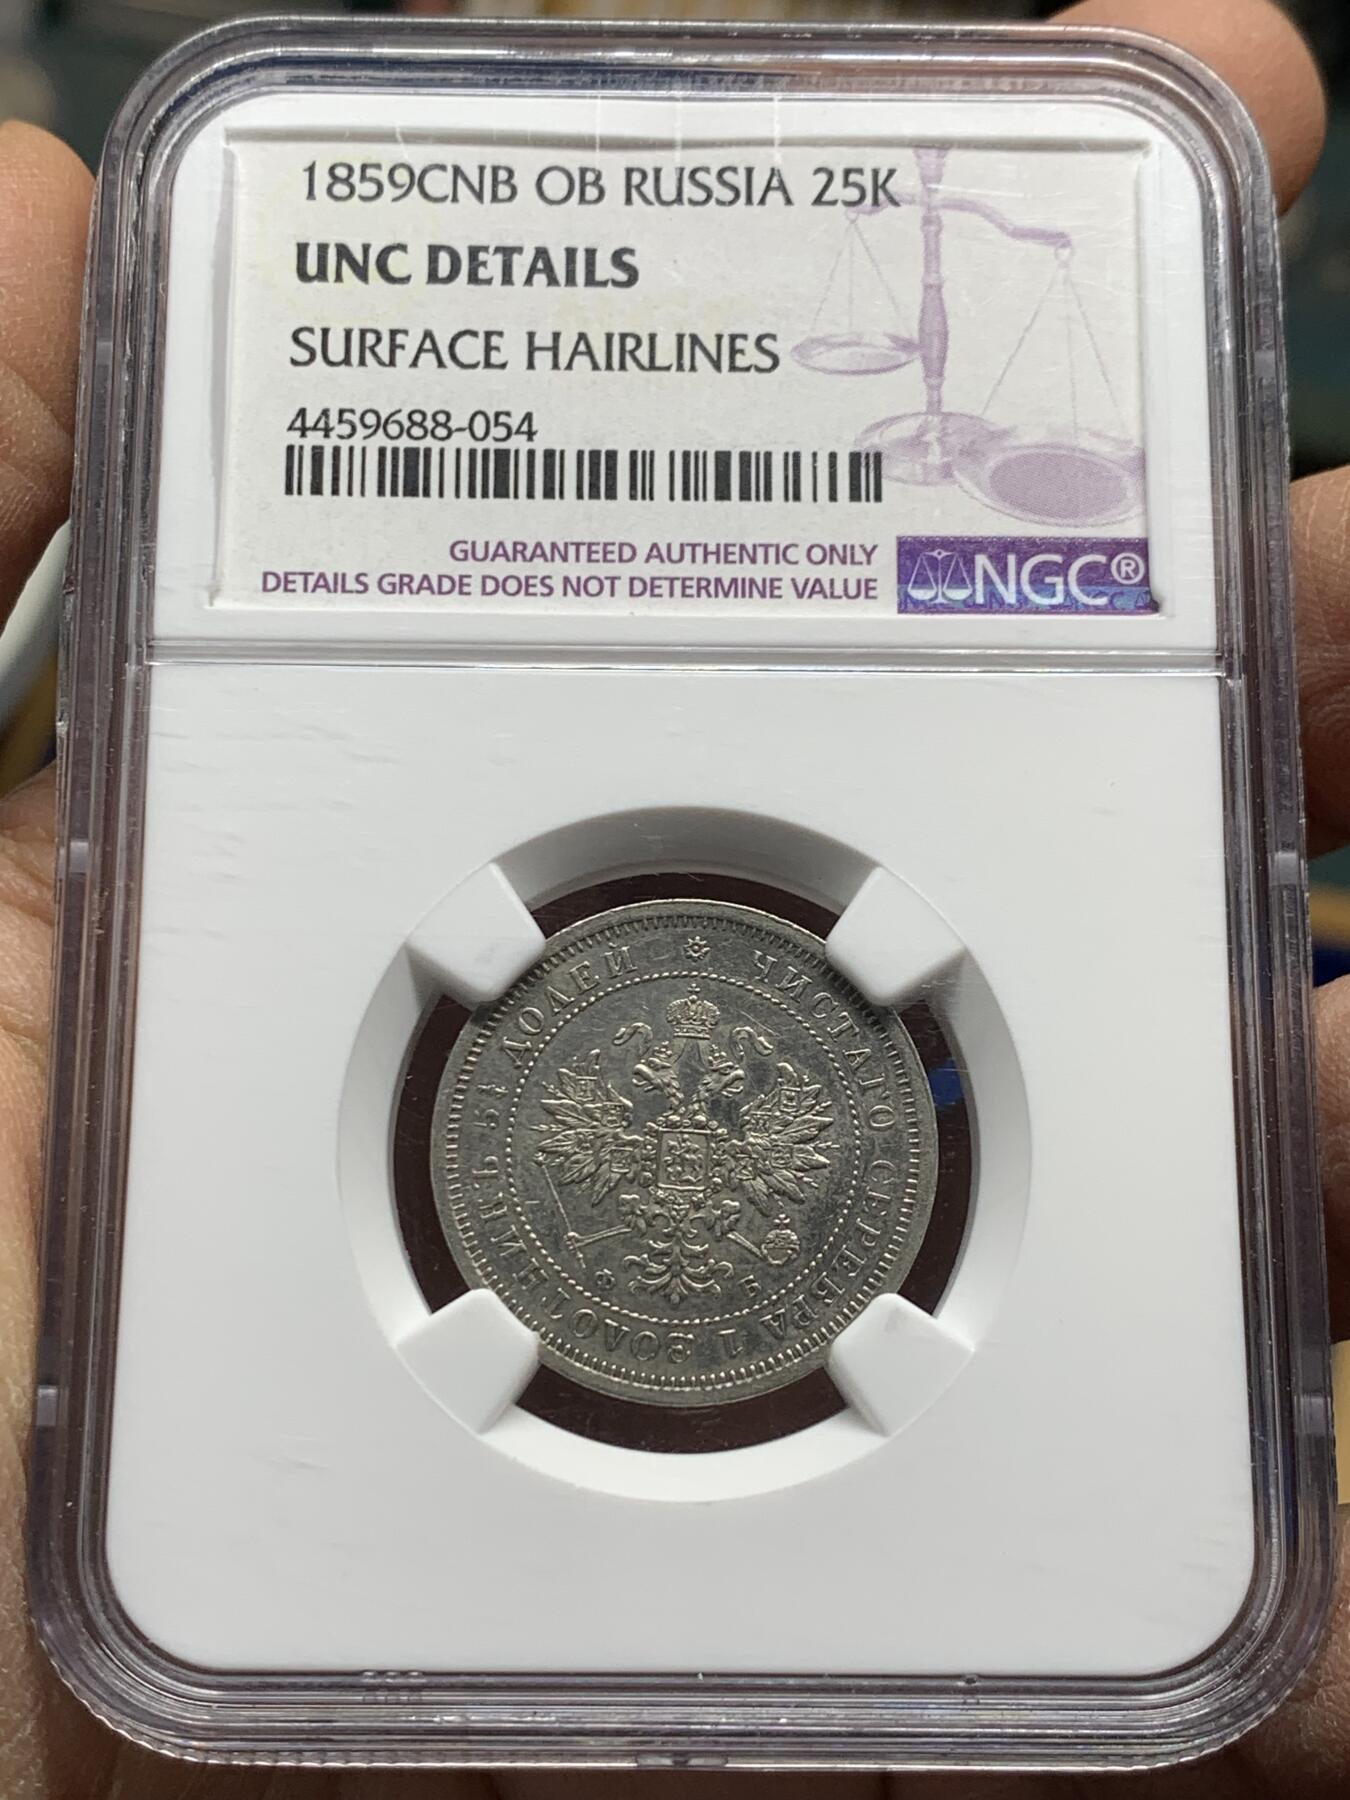 1859CNB OB RUSSIA 25K
UNC DETAILS
SURFACE HAIRLINES
4459688-054
GUARANTEED AUTHENTIC ONLY
DETAILS GRADE DOES NOT DETERMINE VALUE
NGC®
ЧИСТАГО СЕРЕБРА 1 ЗОЛОТНИКЪ 5¼ ДОЛЕЙ
Ф Б